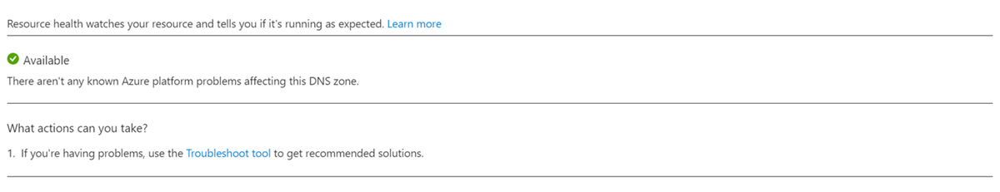 Resource health watches your resource and tells you if it's running as expected. Learn more
Available
There aren't any known Azure platform problems affecting this DNS zone.
What actions can you take?
1. If you're having problems, use the Troubleshoot tool to get recommended solutions.